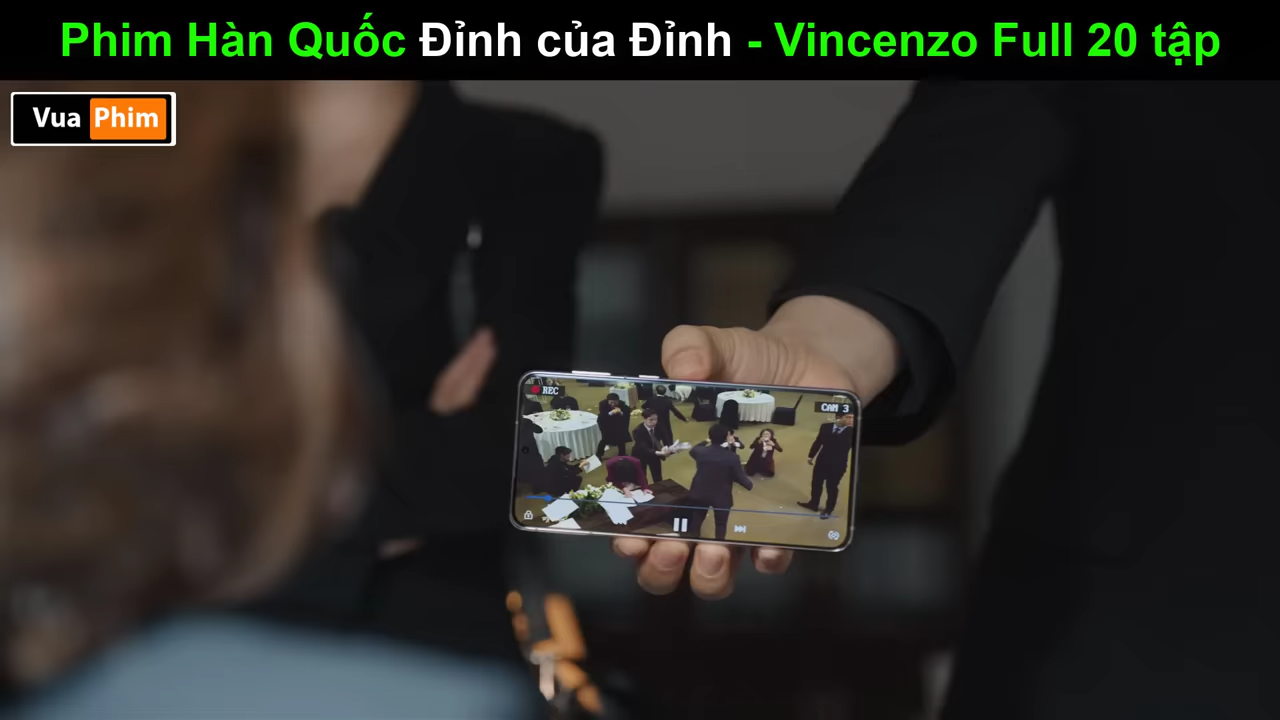 Phim Hàn Quốc Đỉnh của Đỉnh - Vincenzo Full 20 tập
Vua Phim
REC
CAM 3